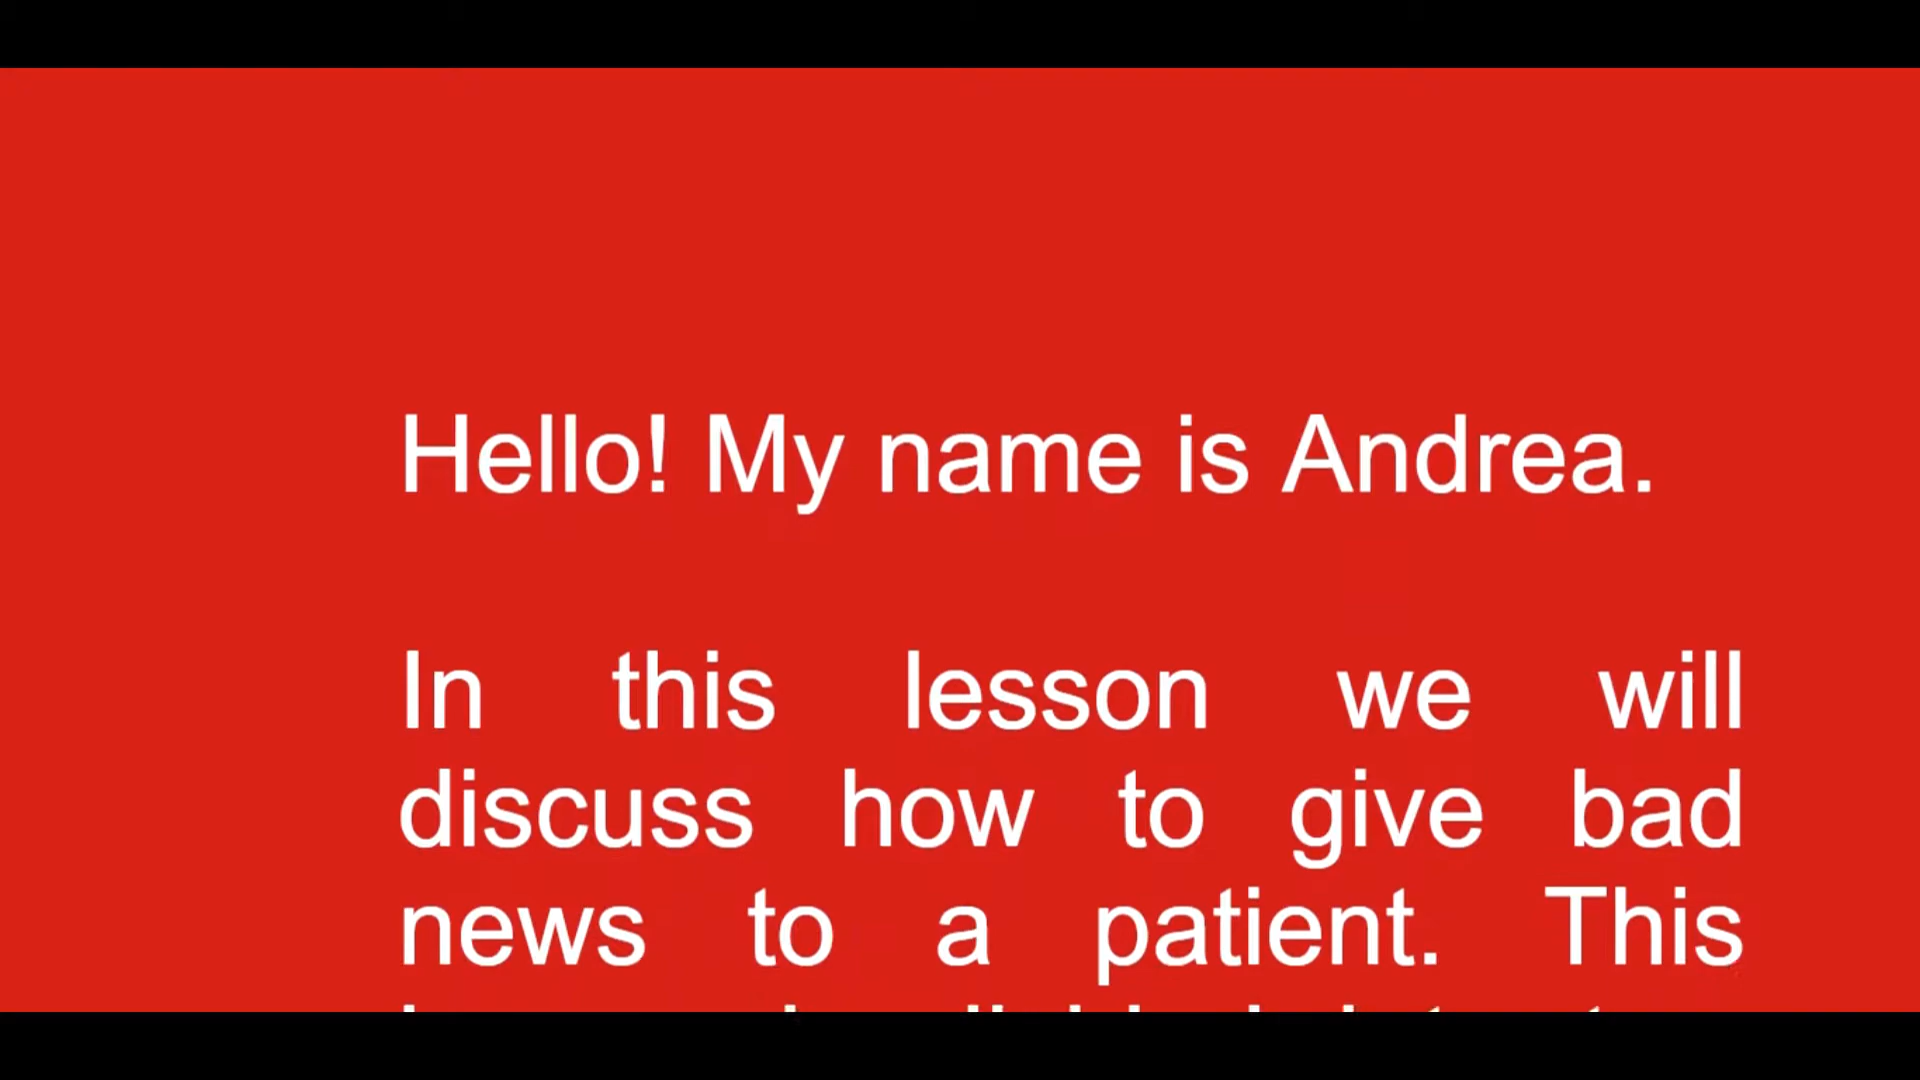 Hello! My name is Andrea.
In this lesson we will
discuss how to give bad
news to a patient. This